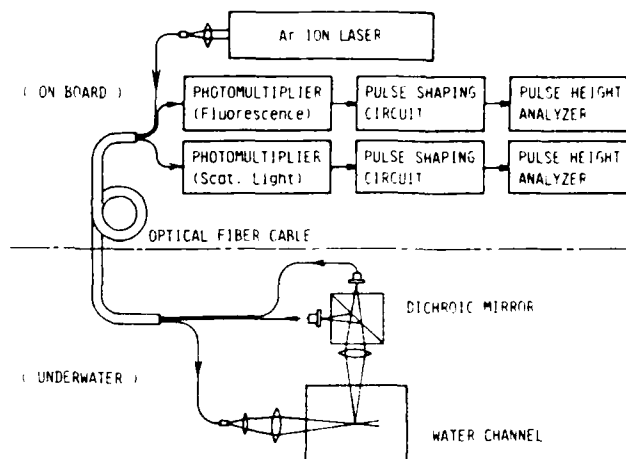 Ar ION LASER
( ON BOARD )
PHOTOMULTIPLIER
(Fluorescence)
PULSE SHAPING
CIRCUIT
PULSE HEIGHT
ANALYZER
PHOTOMULTIPLIER
(Scat. Light)
PULSE SHAPING
CIRCUIT
PULSE HEIGHT
ANALYZER
OPTICAL FIBER CABLE
DICHROIC MIRROR
( UNDERWATER )
WATER CHANNEL